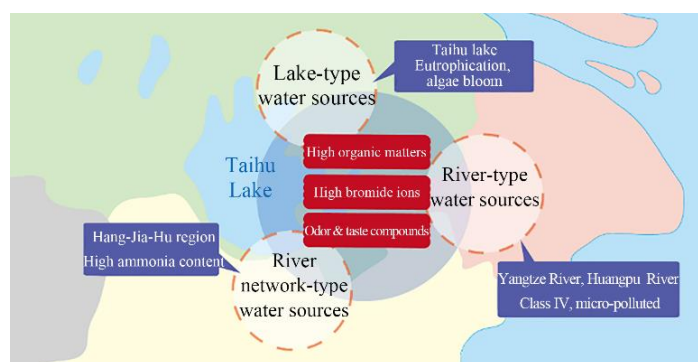 Lake-type
water sources
Taihu lake
Eutrophication,
algae bloom
Taihu
Lake
High organic matters
High bromide ions
Odor & taste compounds
River-type
water sources
Hang-Jia-Hu region
High ammonia content
River
network-type
water sources
Yangtze River, Huangpu River
Class IV, micro-polluted